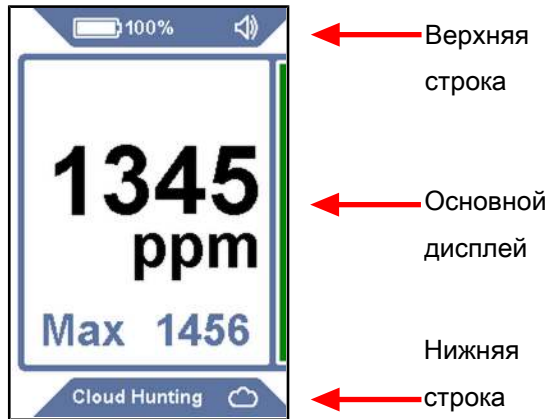 100%
Верхняя
строка
1345
ppm
Основной
дисплей
Max 1456
Нижняя
строка
Cloud Hunting